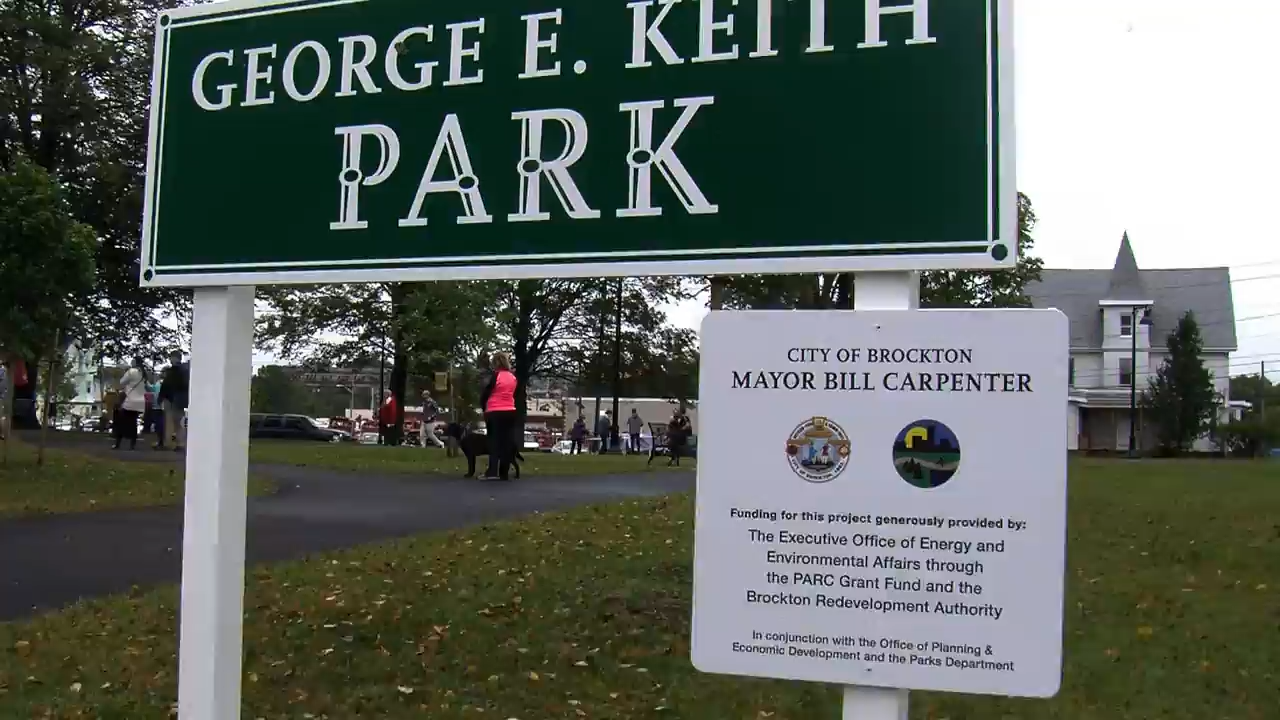 GEORGE E. KEITH
PARK
CITY OF BROCKTON
MAYOR BILL CARPENTER
Funding for this project generously provided by:
The Executive Office of Energy and
Environmental Affairs through
the PARC Grant Fund and the
Brockton Redevelopment Authority
In conjunction with the Office of Planning &
Economic Development and the Parks Department